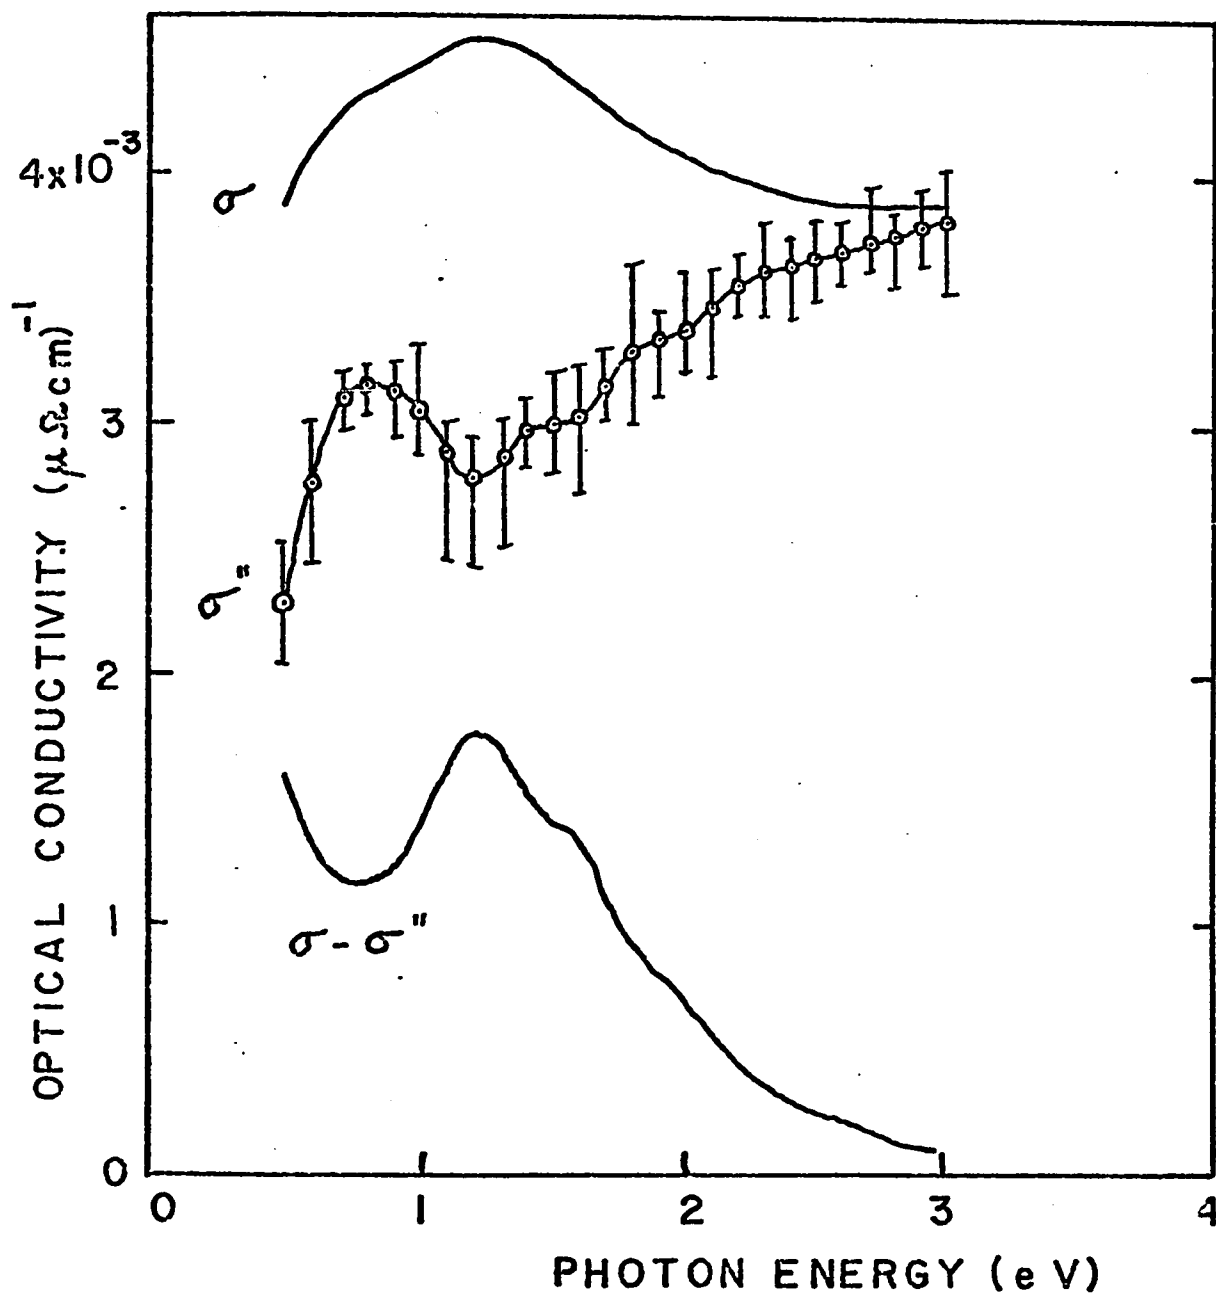 4x10⁻³
σ
3
σ"
2
1
σ - σ"
0
0 1 2 3 4
PHOTON ENERGY (eV)
OPTICAL CONDUCTIVITY (μΩcm)⁻¹